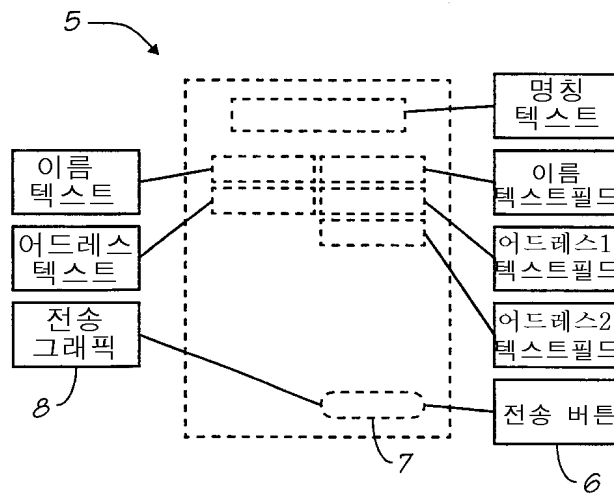 5
명칭
텍스트
이름
텍스트
이름
텍스트필드
어드레스
텍스트
어드레스1
텍스트필드
전송
그래픽
어드레스2
텍스트필드
전송 버튼
8
7
6